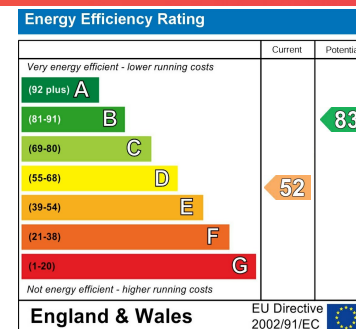 Energy Efficiency Rating
Current Potentia
Very energy efficient - lower running costs
(92 plus) A
(81-91) B
83
(69-80) C
(55-68) D
52
(39-54) E
(21-38) F
(1-20) G
Not energy efficient - higher running costs
England & Wales
EU Directive
2002/91/EC